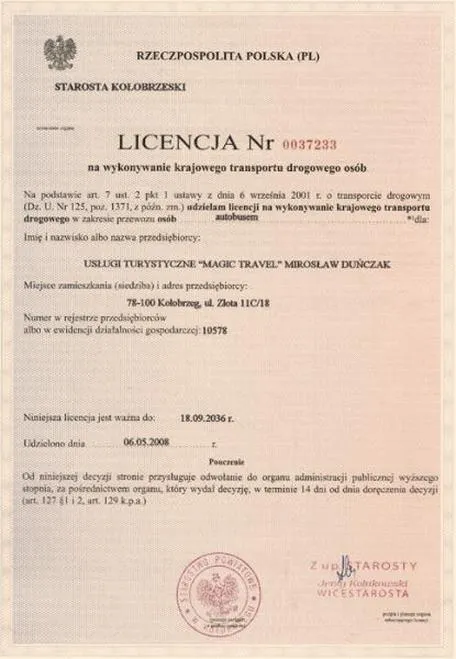 RZECZPOSPOLITA POLSKA (PL)
STAROSTA KOŁOBRZESKI
LICENCJA Nr 0037233
na wykonywanie krajowego transportu drogowego osób
Na podstawie art. 7 ust. 2 pkt 1 ustawy z dnia 6 września 2001 r. o transporcie drogowym
(Dz. U. Nr 125, poz. 1371, z późn. zm.) udzielam licencji na wykonywanie krajowego transportu
drogowego w zakresie przewozu osób autobusem *⁾dla:
Imię i nazwisko albo nazwa przedsiębiorcy:
USŁUGI TURYSTYCZNE "MAGIC TRAVEL" MIROSŁAW DUŃCZAK
Miejsce zamieszkania (siedziba) i adres przedsiębiorcy:
78-100 Kołobrzeg, ul. Złota 11C/18
Numer w rejestrze przedsiębiorców
albo w ewidencji działalności gospodarczej: 10578
Niniejsza licencja jest ważna do: 18.09.2036 r.
Udzielono dnia 06.05.2008 r.
Pouczenie
Od niniejszej decyzji stronie przysługuje odwołanie do organu administracji publicznej wyższego
stopnia, za pośrednictwem organu, który wydał decyzję, w terminie 14 dni od dnia doręczenia decyzji
(art. 127 §1 i 2, art. 129 k.p.a.)
STAROSTWO POWIATOWE
Z up. STAROSTY
Jerzy Kołakowski
WICESTAROSTA